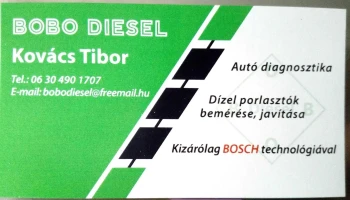 BOBO DIESEL
Kovács Tibor
Tel.: 06 30 490 1707
E-mail: bobodiesel@freemail.hu
Autó diagnosztika
Dízel porlasztók
bemérése, javítása
Kizárólag BOSCH technológiával